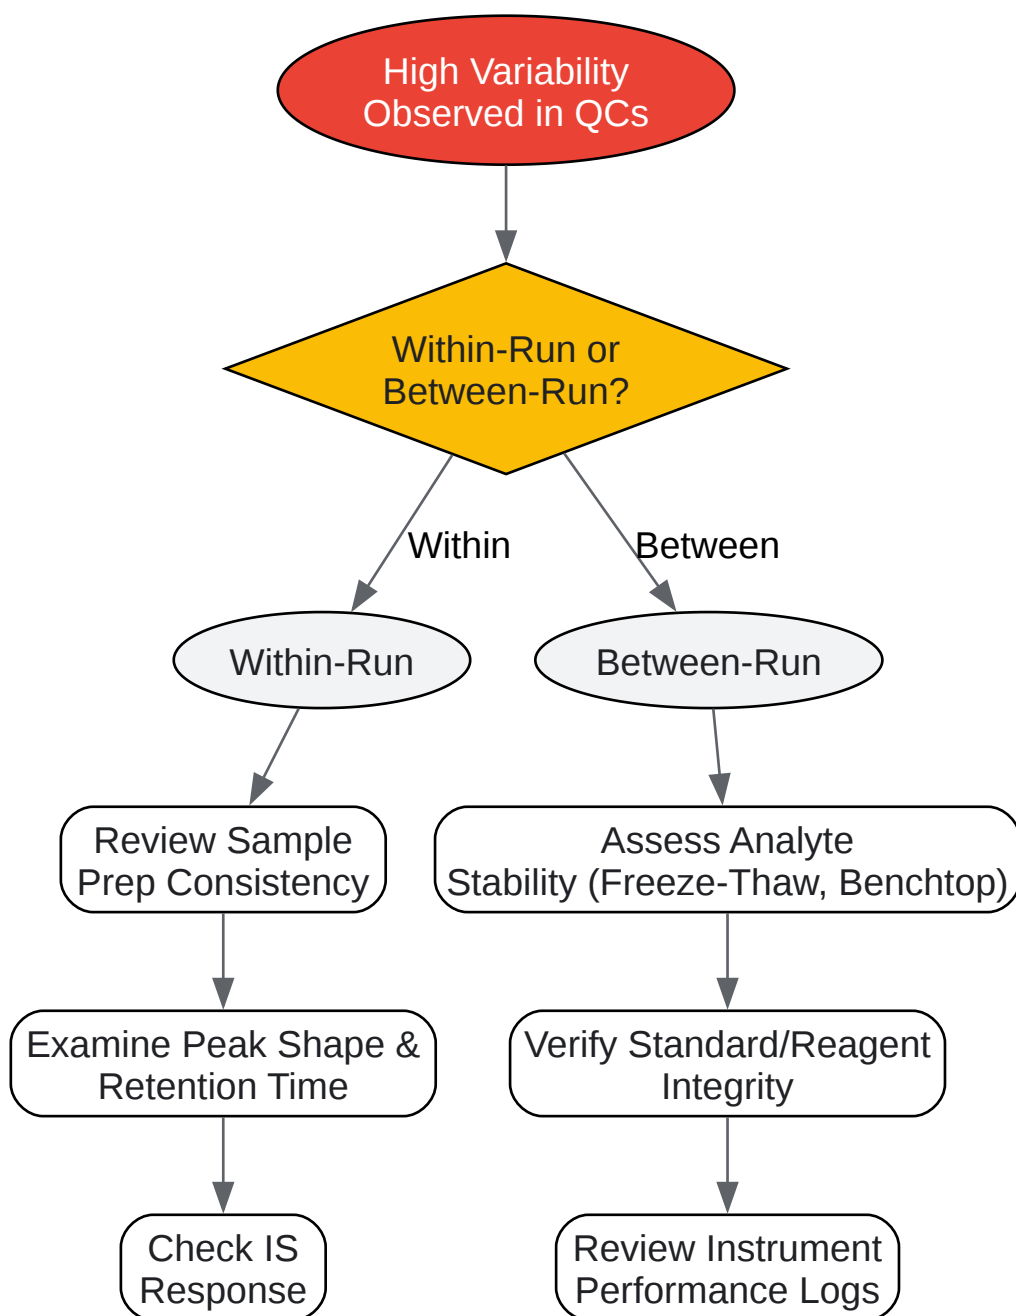 High Variability
Observed in QCs
Within-Run or
Between-Run?
Within
Between
Within-Run
Between-Run
Review Sample
Prep Consistency
Assess Analyte
Stability (Freeze-Thaw, Benchtop)
Examine Peak Shape &
Retention Time
Verify Standard/Reagent
Integrity
Check IS
Response
Review Instrument
Performance Logs